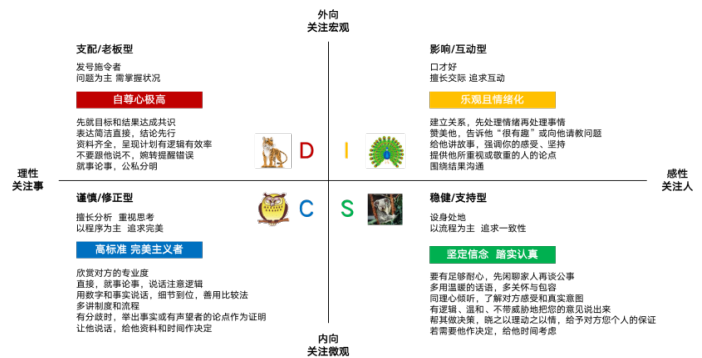 外向
关注宏观
支配/老板型
发号施令者
问题为主 需掌握状况
自尊心极高
先就目标和结果达成共识
表达简洁直接，结论先行
资料齐全，呈现计划有逻辑有效率
不要跟他说不，婉转提醒错误
就事论事，公私分明
影响/互动型
口才好
擅长交际 追求互动
乐观且情绪化
建立关系，先处理情绪再处理事情
赞美他，告诉他“很有趣”或向他请教问题
给他讲故事，强调你的感受、坚持
提供他所重视或敬重的人的论点
围绕结果沟通
D
I
理性
关注事
感性
关注人
C
S
谨慎/修正型
擅长分析 重视思考
以程序为主 追求完美
高标准 完美主义者
欣赏对方的专业度
直接，就事论事，说话注意逻辑
用数字和事实说话，细节到位，善用比较法
多讲制度和流程
有分歧时，举出事实或有声望者的论点作为证明
让他说话，给他资料和时间作决定
稳健/支持型
设身处地
以流程为主 追求一致性
坚定信念 踏实认真
要有足够耐心，先闲聊家人再谈公事
多用温暖的话语，多关怀与包容
同理心倾听，了解对方感受和真实意图
有逻辑、温和、不带威胁地把您的意见说出来
帮其做决策，晓之以理动之以情，给予对方您个人的保证
若需要他作决定，给他时间考虑
内向
关注微观